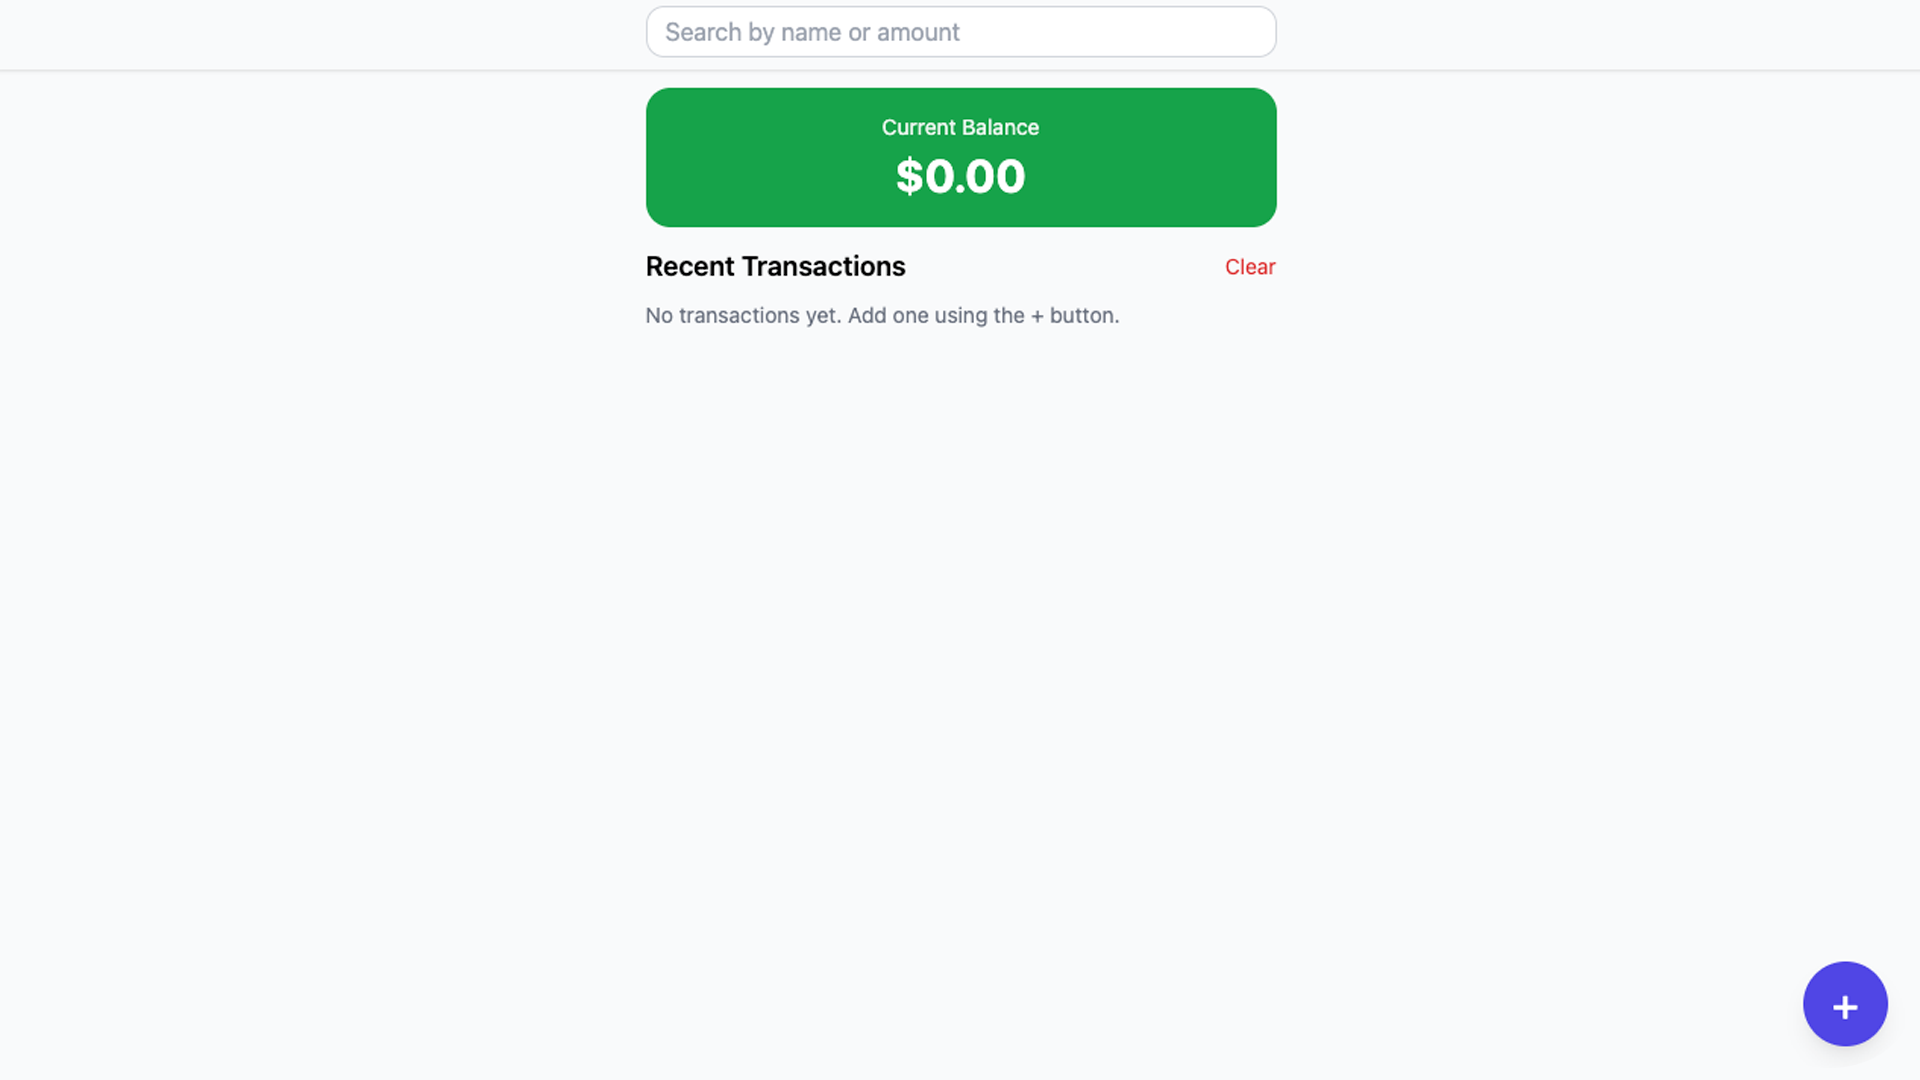 Search by name or amount
Current Balance
$0.00
Recent Transactions
Clear
No transactions yet. Add one using the + button.
+